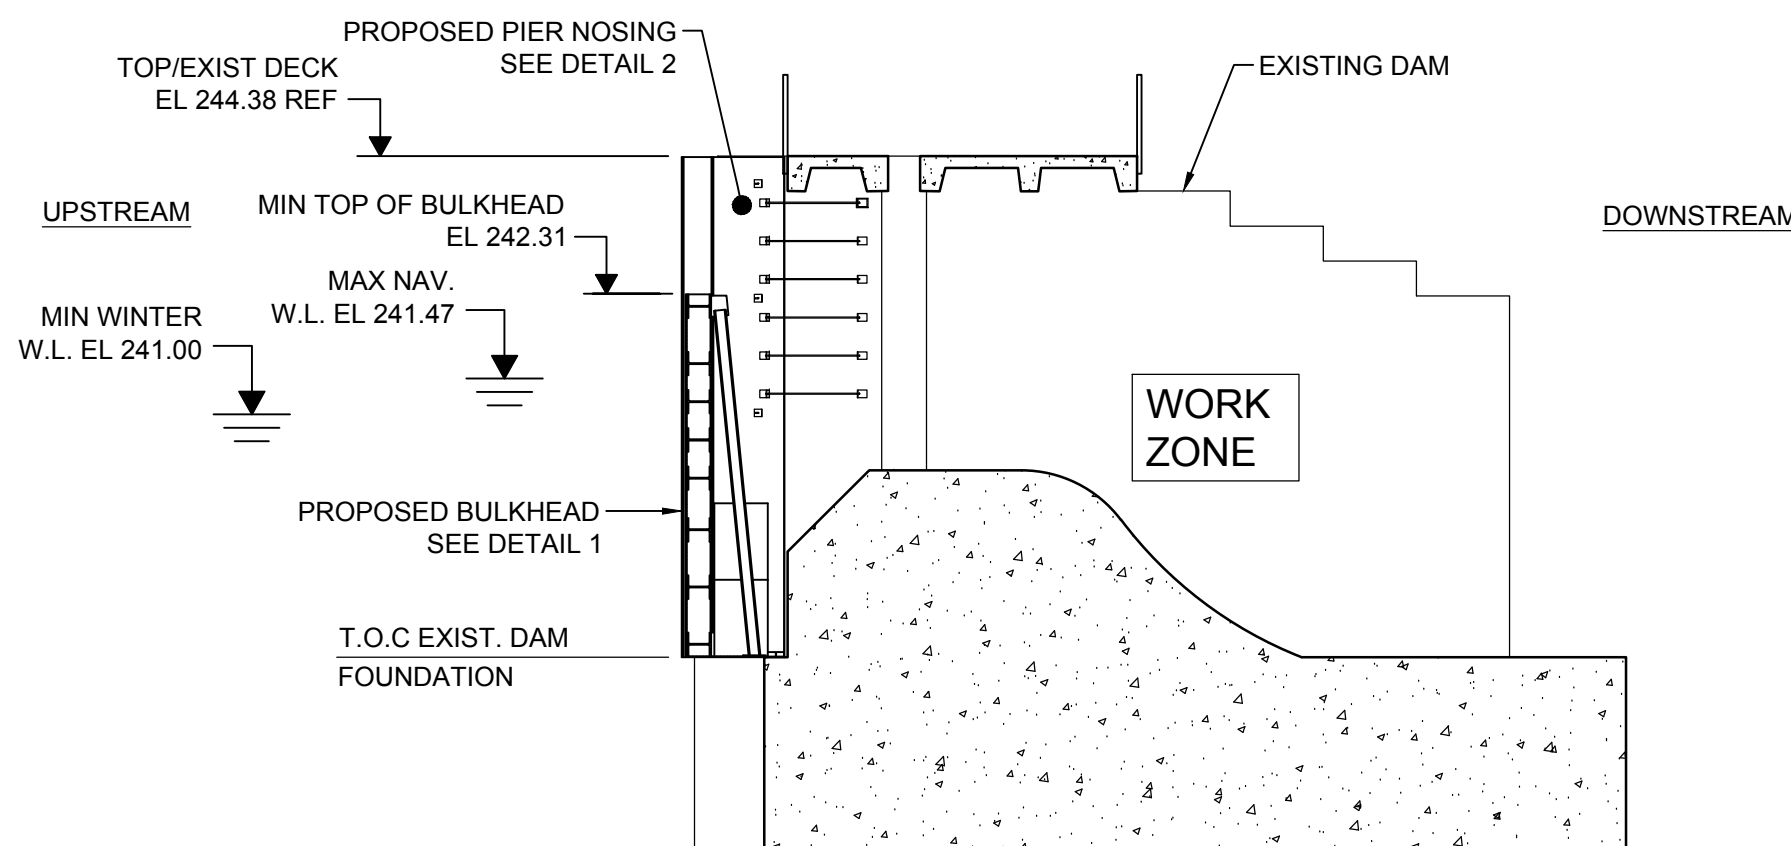 PROPOSED PIER NOSING
SEE DETAIL 2
TOP/EXIST DECK
EL 244.38 REF
EXISTING DAM
UPSTREAM
MIN TOP OF BULKHEAD
EL 242.31
DOWNSTREAM
MAX NAV.
W.L. EL 241.47
MIN WINTER
W.L. EL 241.00
WORK
ZONE
PROPOSED BULKHEAD
SEE DETAIL 1
T.O.C EXIST. DAM
FOUNDATION